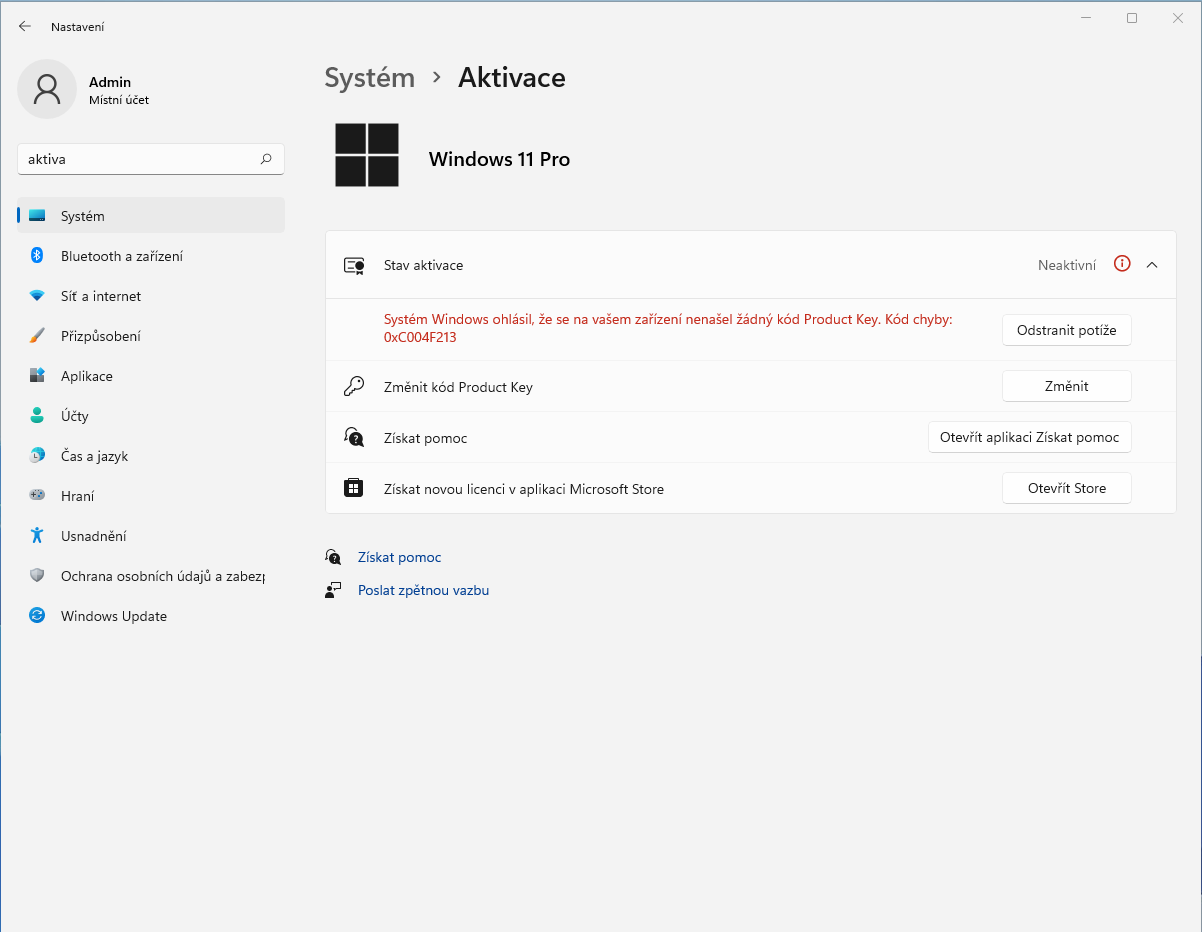 Nastavení
Admin
Místní účet
aktiva
Systém
Bluetooth a zařízení
Síť a internet
Přizpůsobení
Aplikace
Účty
Čas a jazyk
Hraní
Usnadnění
Ochrana osobních údajů a zabezp
Windows Update
Systém > Aktivace
Windows 11 Pro
Stav aktivace Neaktivní
Systém Windows ohlásil, že se na vašem zařízení nenašel žádný kód Product Key. Kód chyby:
0xC004F213
Odstranit potíže
Změnit kód Product Key Změnit
Získat pomoc Otevřít aplikaci Získat pomoc
Získat novou licenci v aplikaci Microsoft Store Otevřít Store
Získat pomoc
Poslat zpětnou vazbu